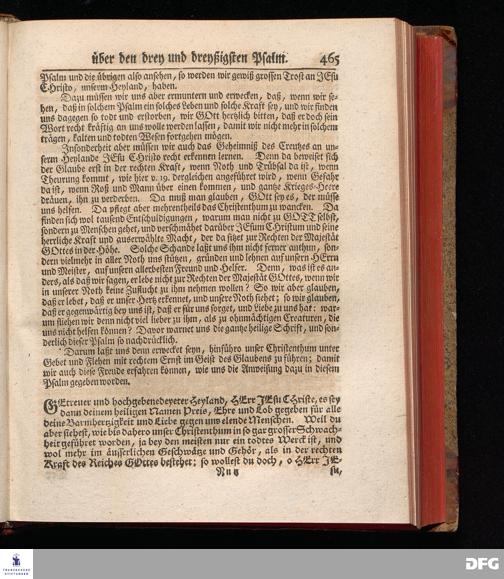 über den drey und dreyßigsten Psalm. 465
Psalm und die übrigen also ansehen, so werden wir gewiß grossen Trost an JEsu
CHristo, unserm Heyland, haben.
Dazu müssen wir uns aber ermuntern und erwecken, daß, wenn wir se-
hen, daß in solchem Psalm ein solches Leben und solche Kraft sey, und wir finden
uns dagegen so todt und erstorben, wir GOtt hertzlich bitten, daß er doch sein
Wort recht kräftig an uns wolle werden lassen, damit wir nicht mehr in solchem
trägen, kalten und todten Wesen fortgehen mögen.
Insonderheit aber müssen wir auch das Geheimniß des Creutzes an un-
serm Heylande JEsu CHristo recht erkennen lernen. Denn da beweiset sich
der Glaube erst in der rechten Kraft, wenn Noth und Trübsal da ist, wenn
Theurung kommt, wie hier v. 19. dergleichen angeführet wird, wenn Gefahr
da ist, wenn Roß und Mann über einen kommen, und gantze Krieges-Heere
dräuen, ihn zu verderben. Da muß man glauben, GOtt sey es, der müsse
uns helfen. Da pfleget aber mehrentheils das Christenthum zu wancken. Da
finden sich wol tausend Entschuldigungen, warum man nicht zu GOTT selbst,
sondern zu Menschen gehet, und verschmähet darüber JEsum Christum und seine
herrliche Kraft und auserwählte Macht, der da sitzet zur Rechten der Majestät
GOttes in der Höhe. Solche Schande laßt uns ihm nicht ferner anthun, son-
dern vielmehr in aller Noth uns stützen, gründen und lehnen auf unsern HErrn
und Meister, auf unsern allerbesten Freund und Helfer. Denn, was ist es an-
ders, als daß wir sagen, er lebe nicht zur Rechten der Majestät GOttes, wenn wir
in unserer Noth keine Zuflucht zu ihm nehmen wollen? So wir aber glauben,
daß er lebet, daß er unser Hertz erkennet, und unsere Noth siehet; so wir glauben,
daß er gegenwärtig bey uns ist, daß er für uns sorget, und Liebe zu uns hat: war-
um fliehen wir denn nicht viel lieber zu ihm, als zu ohnmächtigen Creaturen, die
uns nicht helfen können? Davor warnet uns die gantze heilige Schrift, und son-
derlich dieser Psalm so nachdrücklich.
Darum laßt uns denn erwecket seyn, hinführo unser Christenthum unter
Gebet und Flehen mit rechtem Ernst im Geist des Glaubens zu führen; damit
wir auch diese Freude erfahren können, wie uns die Anweisung dazu in diesem
Psalm gegeben worden.
GEtreuer und hochgebenedeyeter Heyland, HErr JEsu CHriste, es sey
dann deinem heiligen Namen Preis, Ehre und Lob gegeben für alle
deine Barmhertzigkeit und Liebe gegen uns elende Menschen. Weil du
aber siehest, wie bis dahero unser Christenthum in so gar grosser Schwach-
heit geführet worden, ja bey den meisten nur ein todtes Werck ist, und
wol mehr im äusserlichen Geschwätze und Gehör, als in der rechten
Kraft des Reiches GOttes bestehet: so wollest du doch, o HErr JE-
su,
FRANCKESCHE STIFTUNGEN
DFG